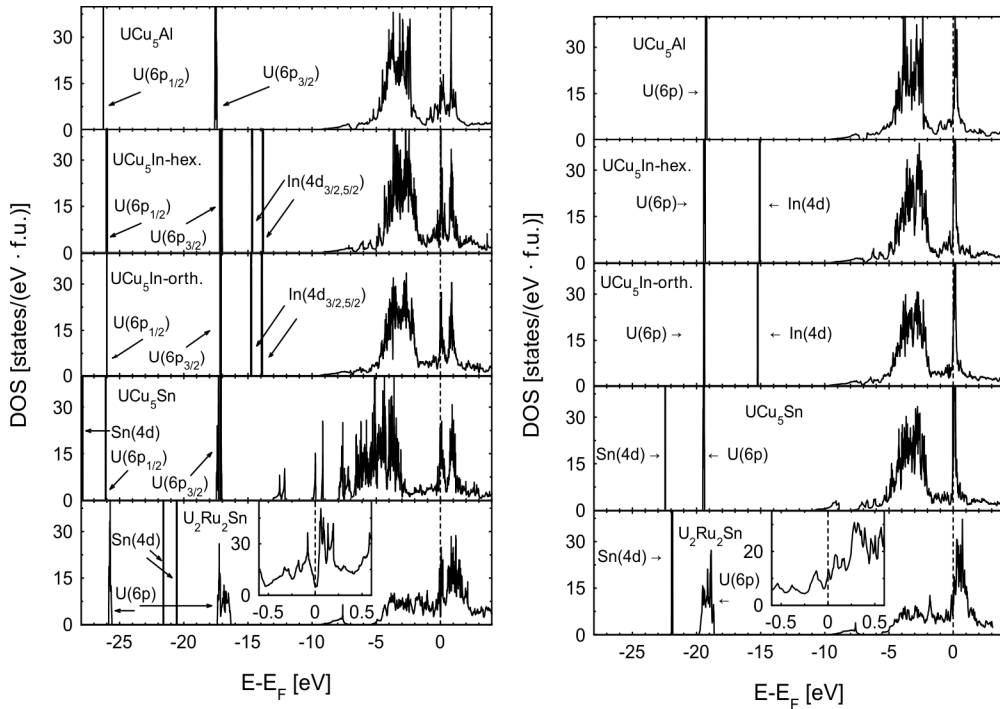 DOS [states/(eV · f.u.)]
30
15
0
UCu5Al
U(6p1/2)
U(6p3/2)
30
15
0
UCu5In-hex.
U(6p1/2)
U(6p3/2)
In(4d3/2,5/2)
30
15
0
UCu5In-orth.
U(6p1/2)
U(6p3/2)
In(4d3/2,5/2)
30
15
0
UCu5Sn
Sn(4d)
U(6p1/2)
U(6p3/2)
30
15
0
U2Ru2Sn
Sn(4d)
U(6p)
30
0
-0.5 0 0.5
-25 -20 -15 -10 -5 0
E-EF [eV]
DOS [states/(eV · f.u.)]
30
15
0
UCu5Al
U(6p)
30
15
0
UCu5In-hex.
U(6p)
In(4d)
30
15
0
UCu5In-orth.
U(6p)
In(4d)
30
15
0
UCu5Sn
Sn(4d)
U(6p)
30
15
0
U2Ru2Sn
Sn(4d)
U(6p)
20
0
-0.5 0 0.5
-25 -20 -15 -10 -5 0
E-EF [eV]